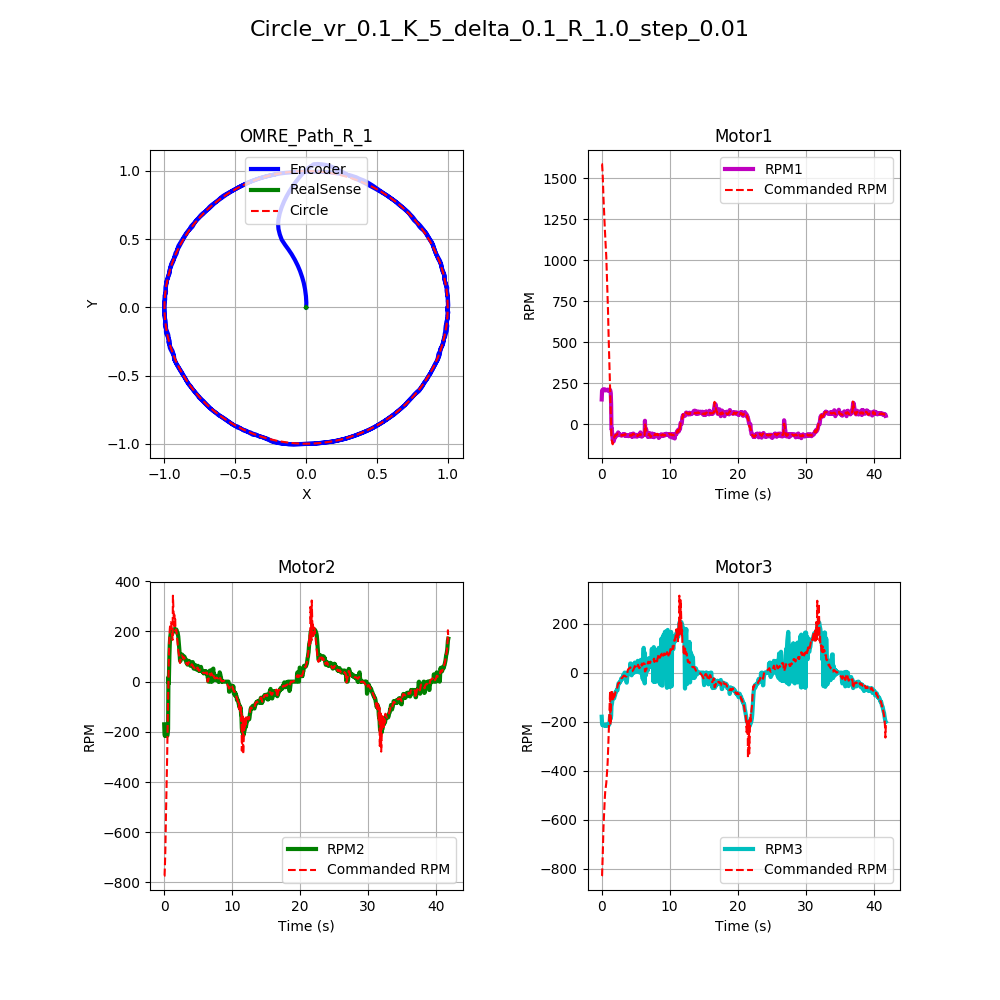 Circle_vr_0.1_K_5_delta_0.1_R_1.0_step_0.01
OMRE_Path_R_1
Encoder
RealSense
Circle
1.0
0.5
0.0
−0.5
−1.0
Y
−1.0 −0.5 0.0 0.5 1.0
X
Motor1
RPM1
Commanded RPM
1500
1250
1000
750
500
250
0
RPM
0 10 20 30 40
Time (s)
Motor2
400
200
0
−200
−400
−600
−800
RPM
RPM2
Commanded RPM
0 10 20 30 40
Time (s)
Motor3
200
0
−200
−400
−600
−800
RPM
RPM3
Commanded RPM
0 10 20 30 40
Time (s)